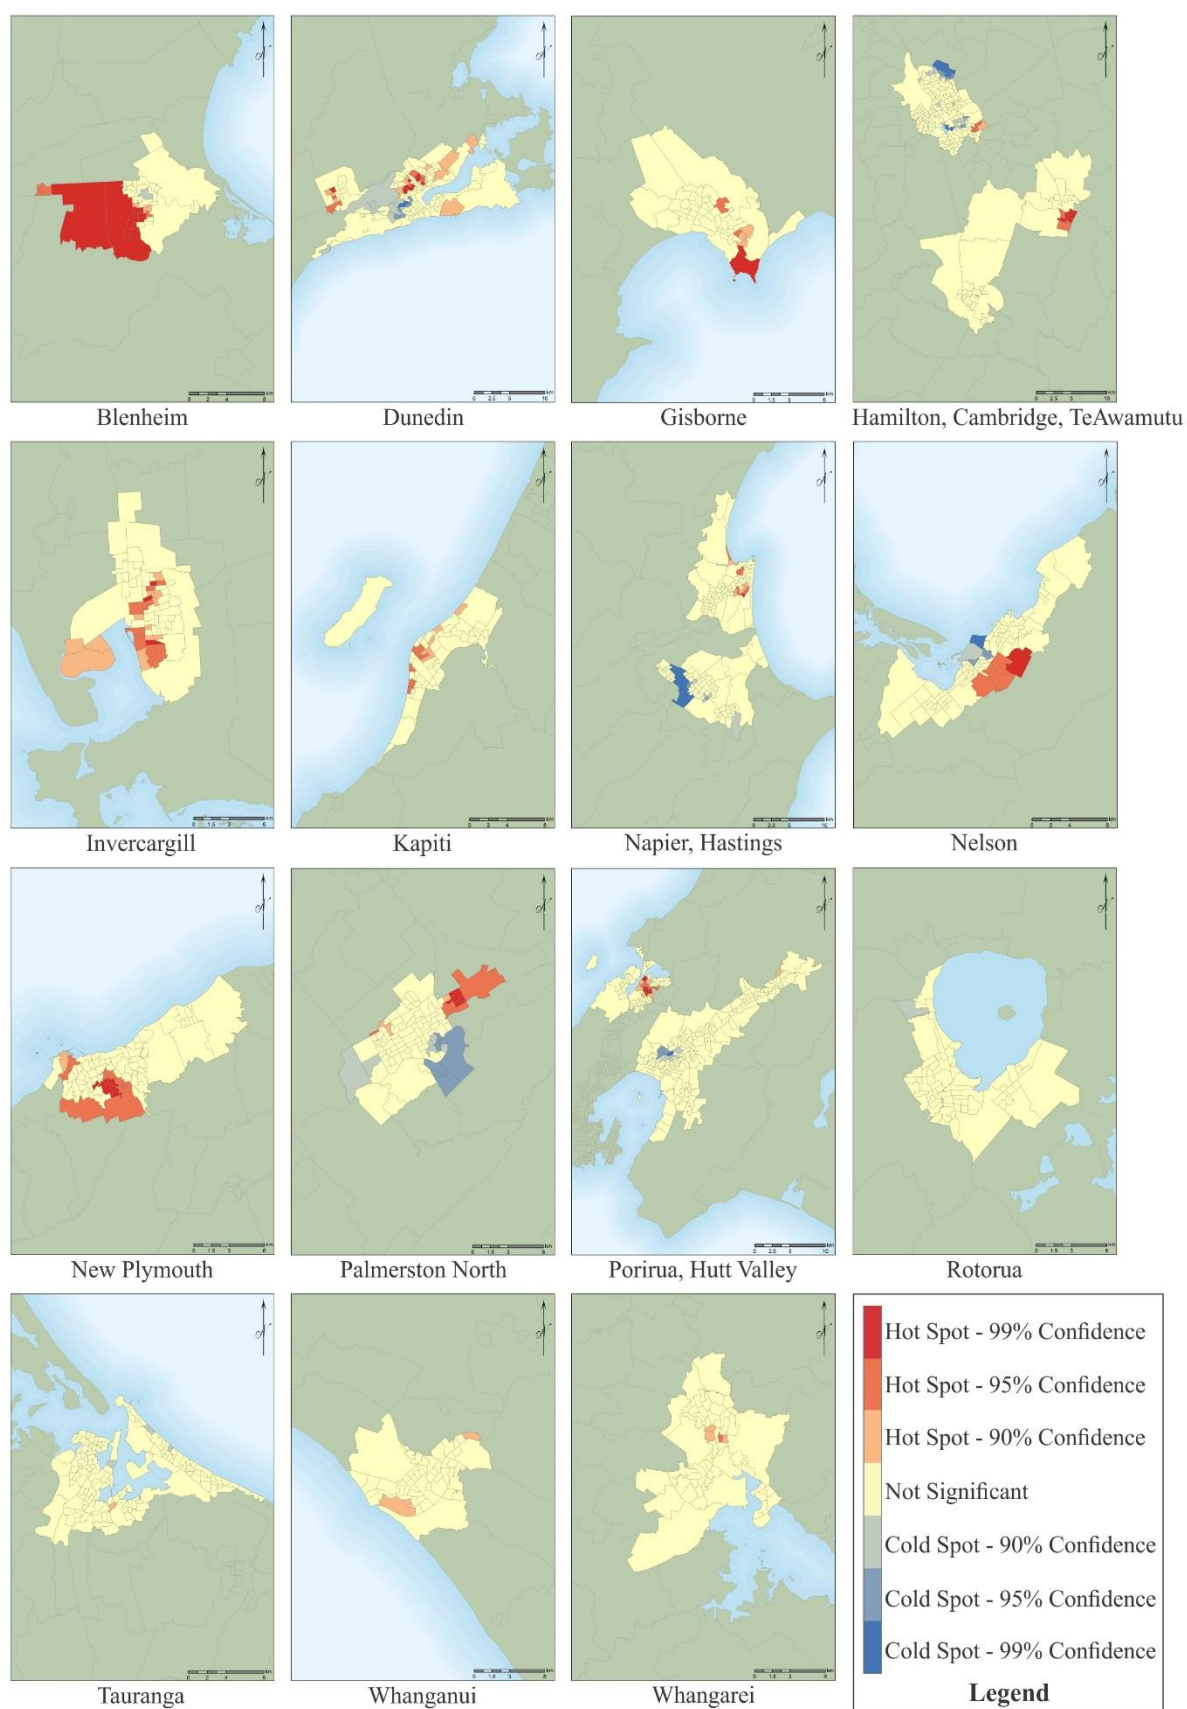 Blenheim
Dunedin
Gisborne
Hamilton, Cambridge, TeAwamutu
Invercargill
Kapiti
Napier, Hastings
Nelson
New Plymouth
Palmerston North
Porirua, Hutt Valley
Rotorua
Tauranga
Whanganui
Whangarei
Hot Spot - 99% Confidence
Hot Spot - 95% Confidence
Hot Spot - 90% Confidence
Not Significant
Cold Spot - 90% Confidence
Cold Spot - 95% Confidence
Cold Spot - 99% Confidence
Legend